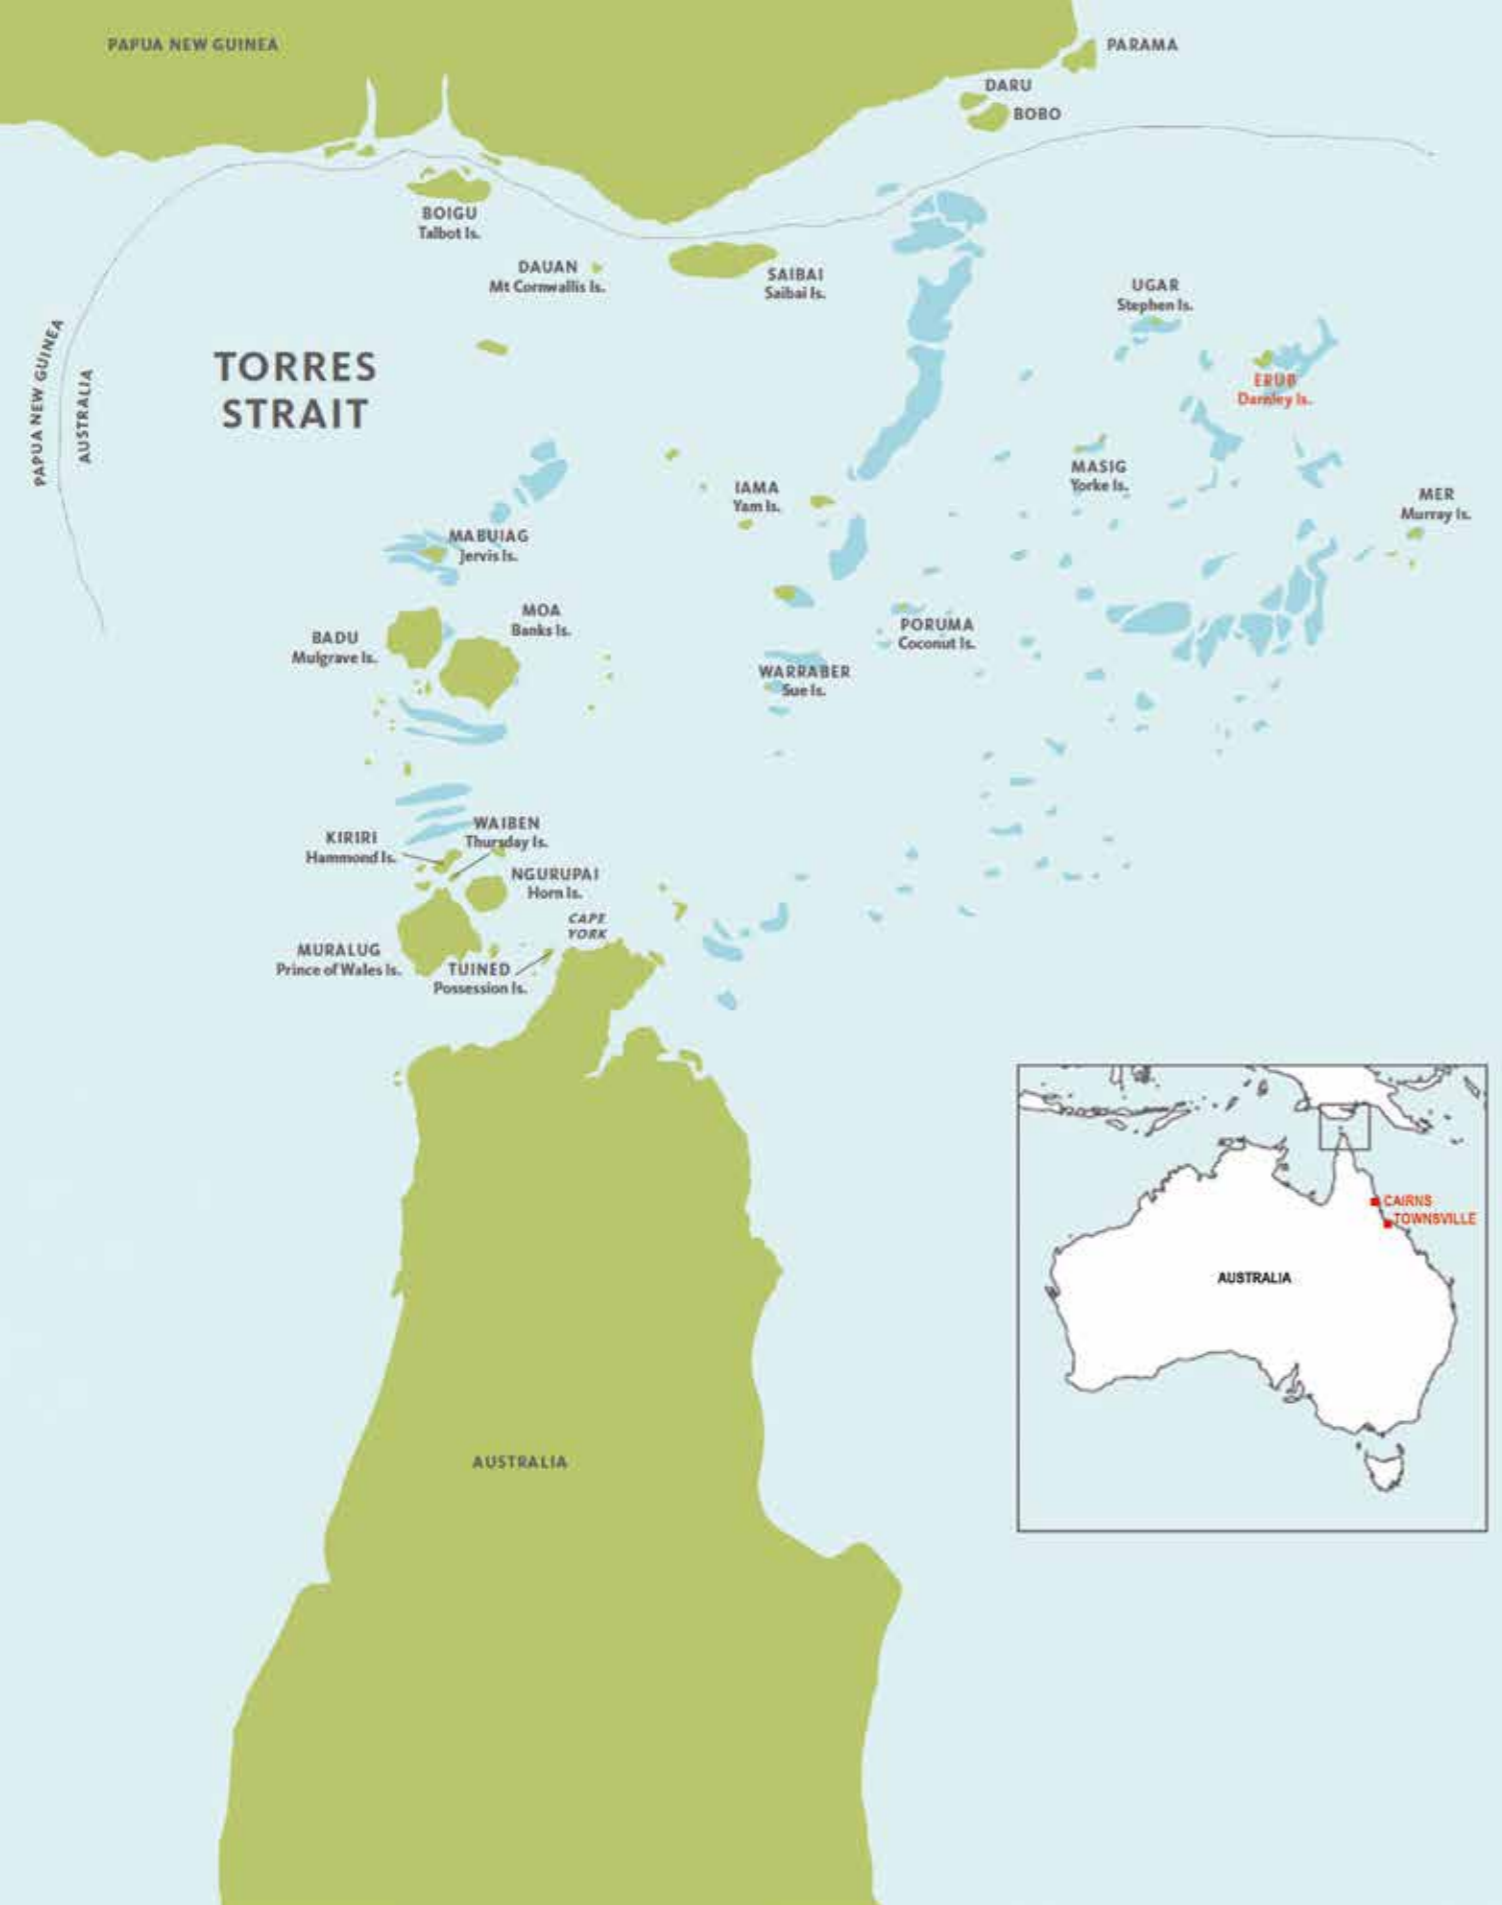 PAPUA NEW GUINEA
PARAMA
DARU
BOBO
BOIGU
Talbot Is.
DAUAN
Mt Cornwallis Is.
SAIBAI
Saibai Is.
UGAR
Stephen Is.
PAPUA NEW GUINEA
AUSTRALIA
TORRES
STRAIT
ERUB
Darnley Is.
MASIG
Yorke Is.
IAMA
Yam Is.
MER
Murray Is.
MABUIAG
Jervis Is.
MOA
Banks Is.
BADU
Mulgrave Is.
PORUMA
Coconut Is.
WARRABER
Sue Is.
KIRIRI
Hammond Is.
WAIBEN
Thursday Is.
NGURUPAI
Horn Is.
CAPE
YORK
MURALUG
Prince of Wales Is.
TUINED
Possession Is.
CAIRNS
TOWNSVILLE
AUSTRALIA
AUSTRALIA